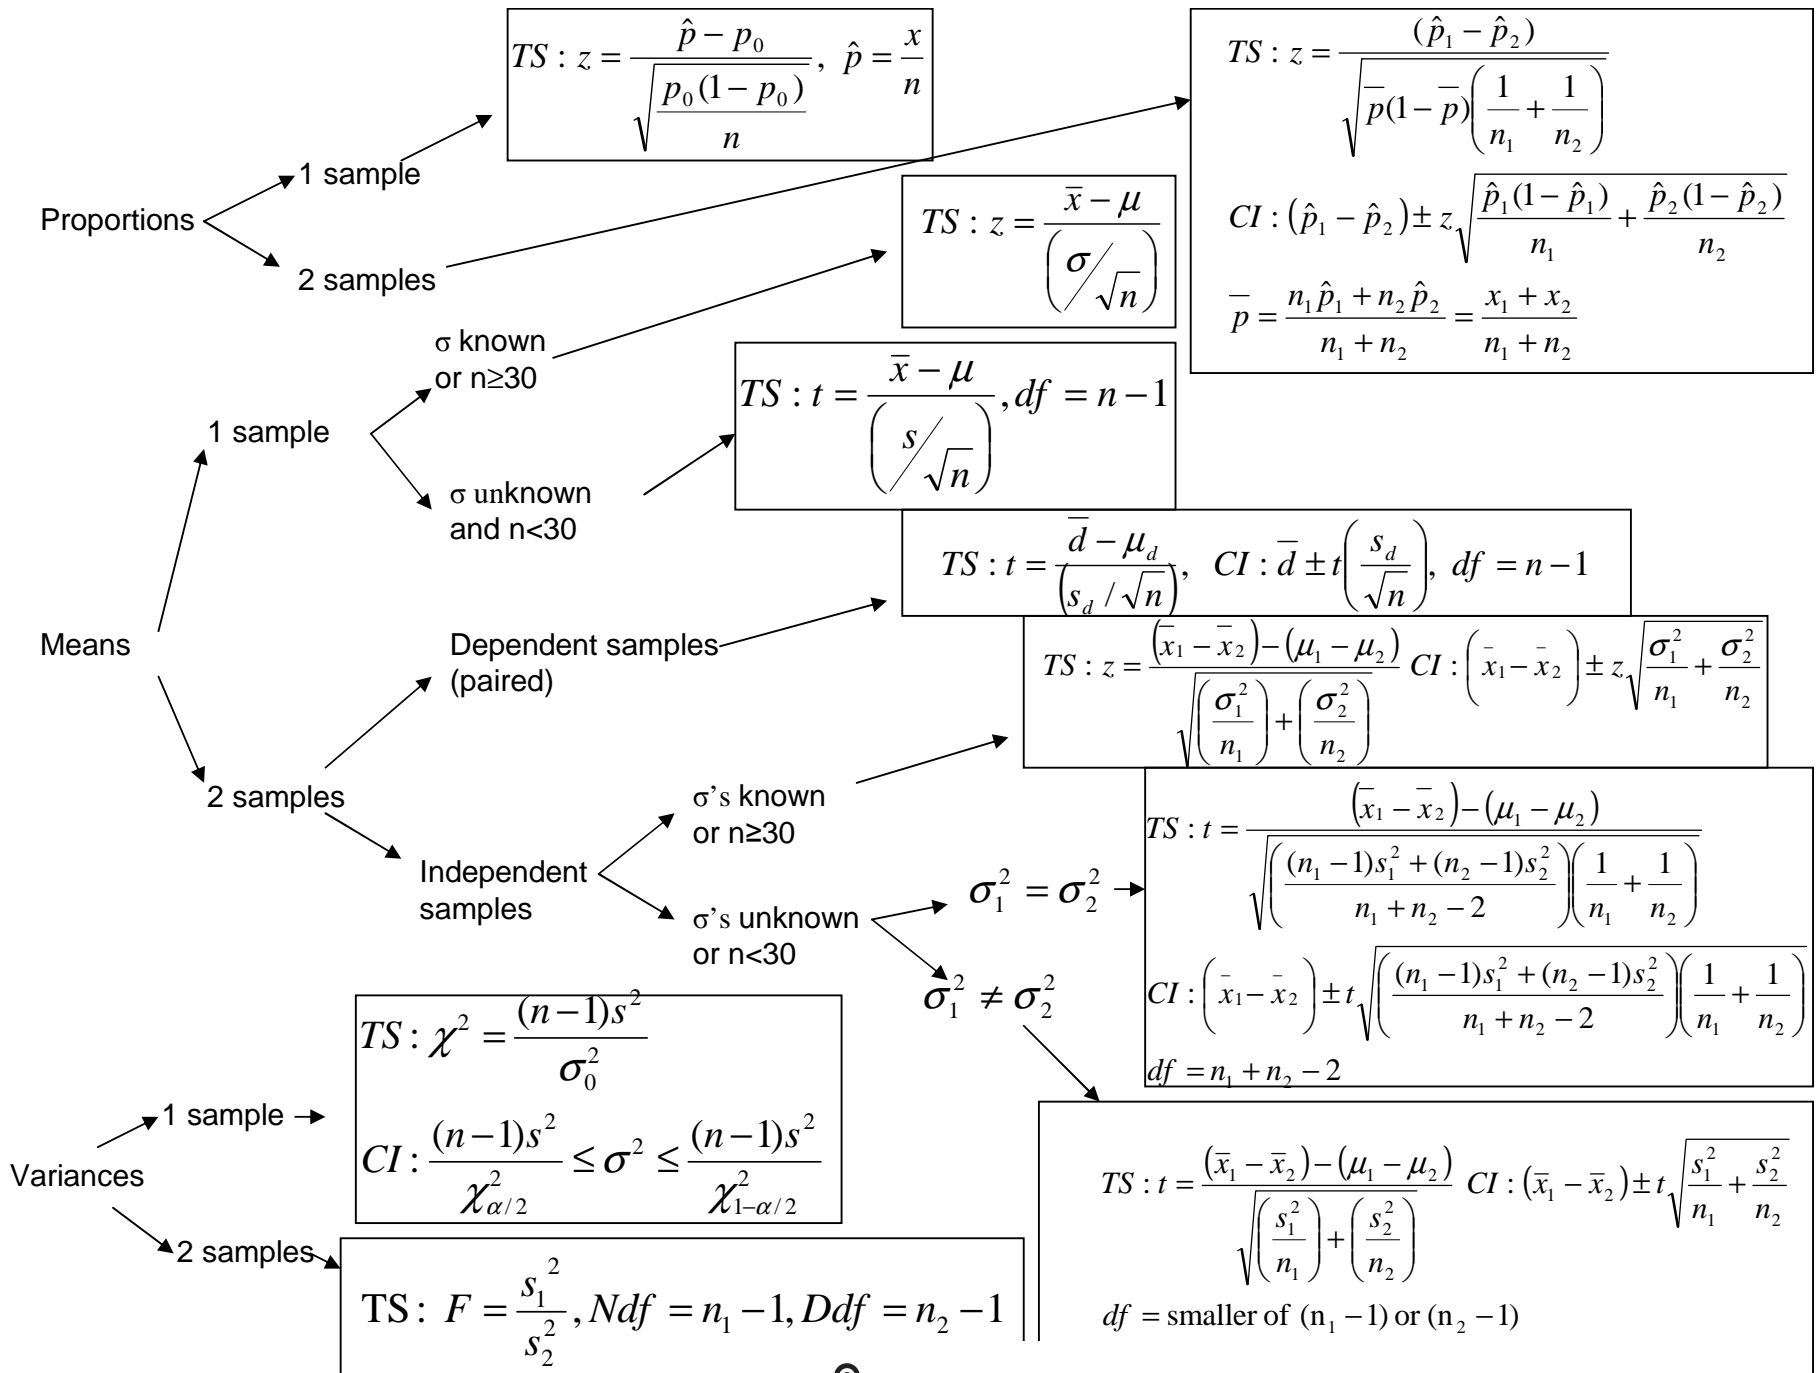 TS : z = (p̂ − p₀) / √(p₀(1 − p₀) / n), p̂ = x / n
TS : z = (p̂₁ − p̂₂) / √(p̅(1 − p̅)(1/n₁ + 1/n₂))
CI : (p̂₁ − p̂₂) ± z√(p̂₁(1 − p̂₁)/n₁ + p̂₂(1 − p̂₂)/n₂)
p̅ = (n₁p̂₁ + n₂p̂₂) / (n₁ + n₂) = (x₁ + x₂) / (n₁ + n₂)
1 sample
Proportions
2 samples
TS : z = (x̅ − μ) / (σ/√n)
σ known
or n≥30
TS : t = (x̅ − μ) / (s/√n), df = n − 1
1 sample
σ unknown
and n<30
TS : t = (d̅ − μ_d) / (s_d / √n), CI : d̅ ± t(s_d / √n), df = n − 1
Means
Dependent samples
(paired)
TS : z = ((x̅₁ − x̅₂) − (μ₁ − μ₂)) / √((σ₁²/n₁) + (σ₂²/n₂)) CI : (x̅₁ − x̅₂) ± z√(σ₁²/n₁ + σ₂²/n₂)
2 samples
σ's known
or n≥30
TS : t = ((x̅₁ − x̅₂) − (μ₁ − μ₂)) / √(((n₁ − 1)s₁² + (n₂ − 1)s₂²) / (n₁ + n₂ − 2))(1/n₁ + 1/n₂)
CI : (x̅₁ − x̅₂) ± t√(((n₁ − 1)s₁² + (n₂ − 1)s₂²) / (n₁ + n₂ − 2))(1/n₁ + 1/n₂)
df = n₁ + n₂ − 2
Independent
samples
σ₁² = σ₂²
σ's unknown
or n<30
σ₁² ≠ σ₂²
TS : t = ((x̅₁ − x̅₂) − (μ₁ − μ₂)) / √((s₁²/n₁) + (s₂²/n₂)) CI : (x̅₁ − x̅₂) ± t√(s₁²/n₁ + s₂²/n₂)
df = smaller of (n₁ − 1) or (n₂ − 1)
TS : χ² = (n − 1)s² / σ₀²
CI : (n − 1)s² / χ²_{α/2} ≤ σ² ≤ (n − 1)s² / χ²_{1−α/2}
1 sample
Variances
2 samples
TS : F = s₁² / s₂², Ndf = n₁ − 1, Ddf = n₂ − 1